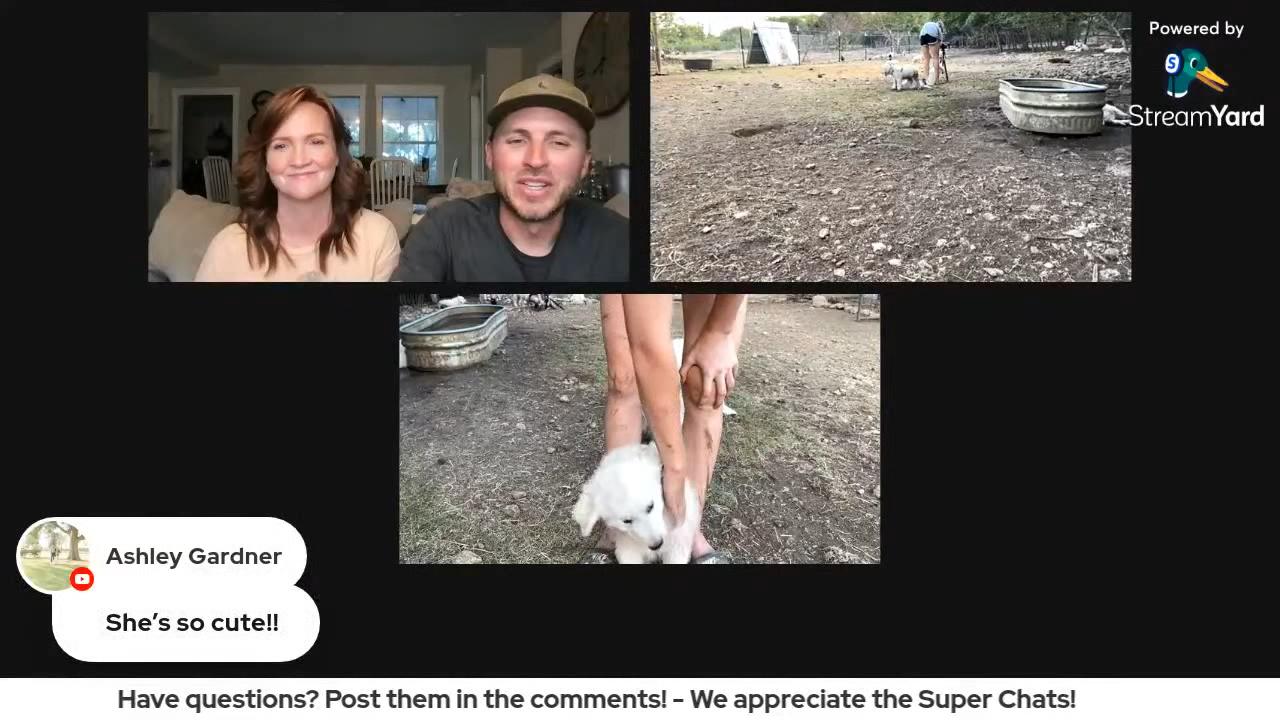 Powered by
StreamYard
Ashley Gardner
She's so cute!!
Have questions? Post them in the comments! - We appreciate the Super Chats!